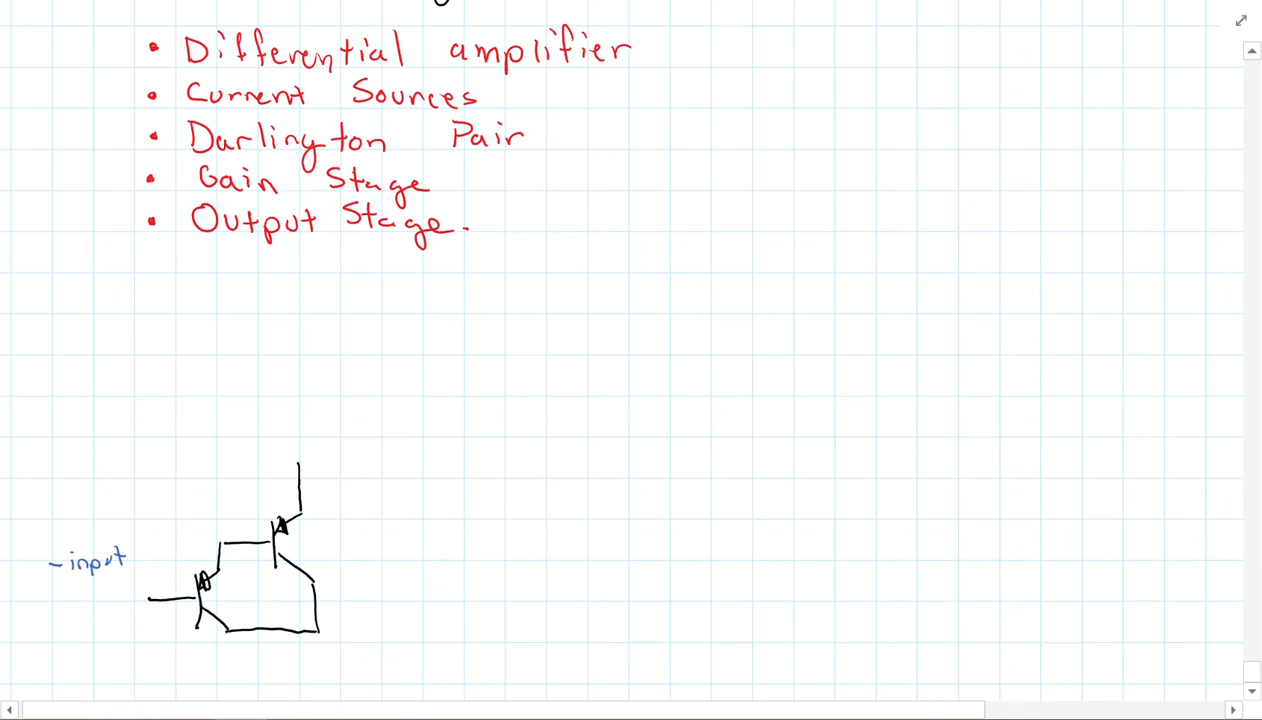 • Differential amplifier
• Current Sources
• Darlington Pair
• Gain Stage
• Output Stage.
- input